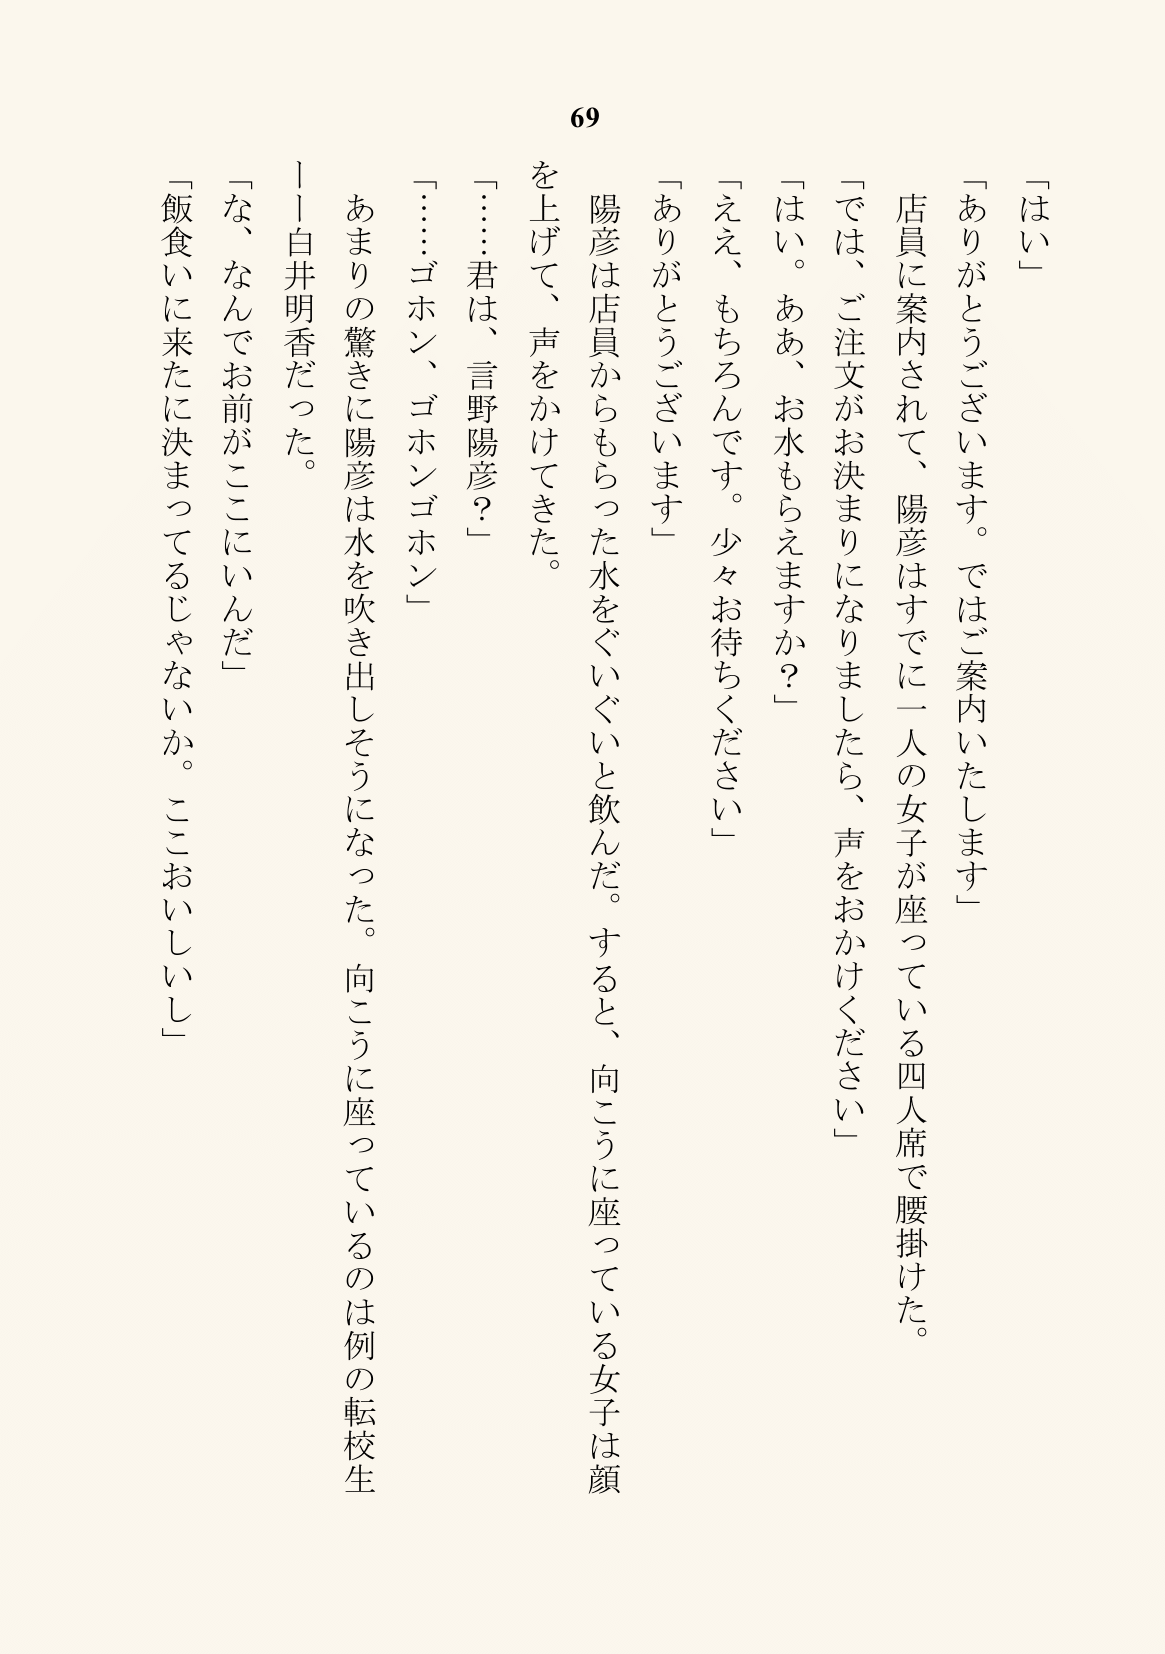 69
「はい」
「ありがとうございます。ではご案内いたします」
　店員に案内されて、陽彦はすでに一人の女子が座っている四人席で腰掛けた。
「では、ご注文がお決まりになりましたら、声をおかけください」
「はい。ああ、お水もらえますか？」
「ええ、もちろんです。少々お待ちください」
「ありがとうございます」
　陽彦は店員からもらった水をぐいぐいと飲んだ。すると、向こうに座っている女子は顔
を上げて、声をかけてきた。
「……君は、言野陽彦？」
「……ゴホン、ゴホンゴホン」
　あまりの驚きに陽彦は水を吹き出しそうになった。向こうに座っているのは例の転校生
ーー白井明香だった。
「な、なんでお前がここにいんだ」
「飯食いに来たに決まってるじゃないか。ここおいしいし」